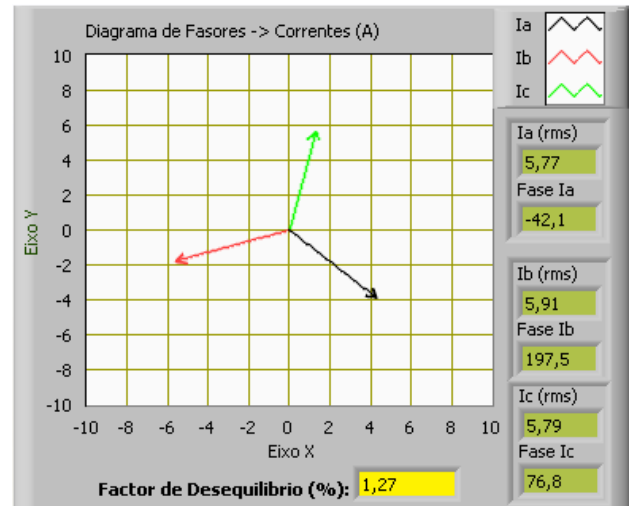 Diagrama de Fasores -> Correntes (A)
Ia
Ib
Ic
Eixo Y
10
8
6
4
2
0
-2
-4
-6
-8
-10
-10 -8 -6 -4 -2 0 2 4 6 8 10
Eixo X
Factor de Desequilibrio (%): 1,27
Ia (rms)
5,77
Fase Ia
-42,1
Ib (rms)
5,91
Fase Ib
197,5
Ic (rms)
5,79
Fase Ic
76,8